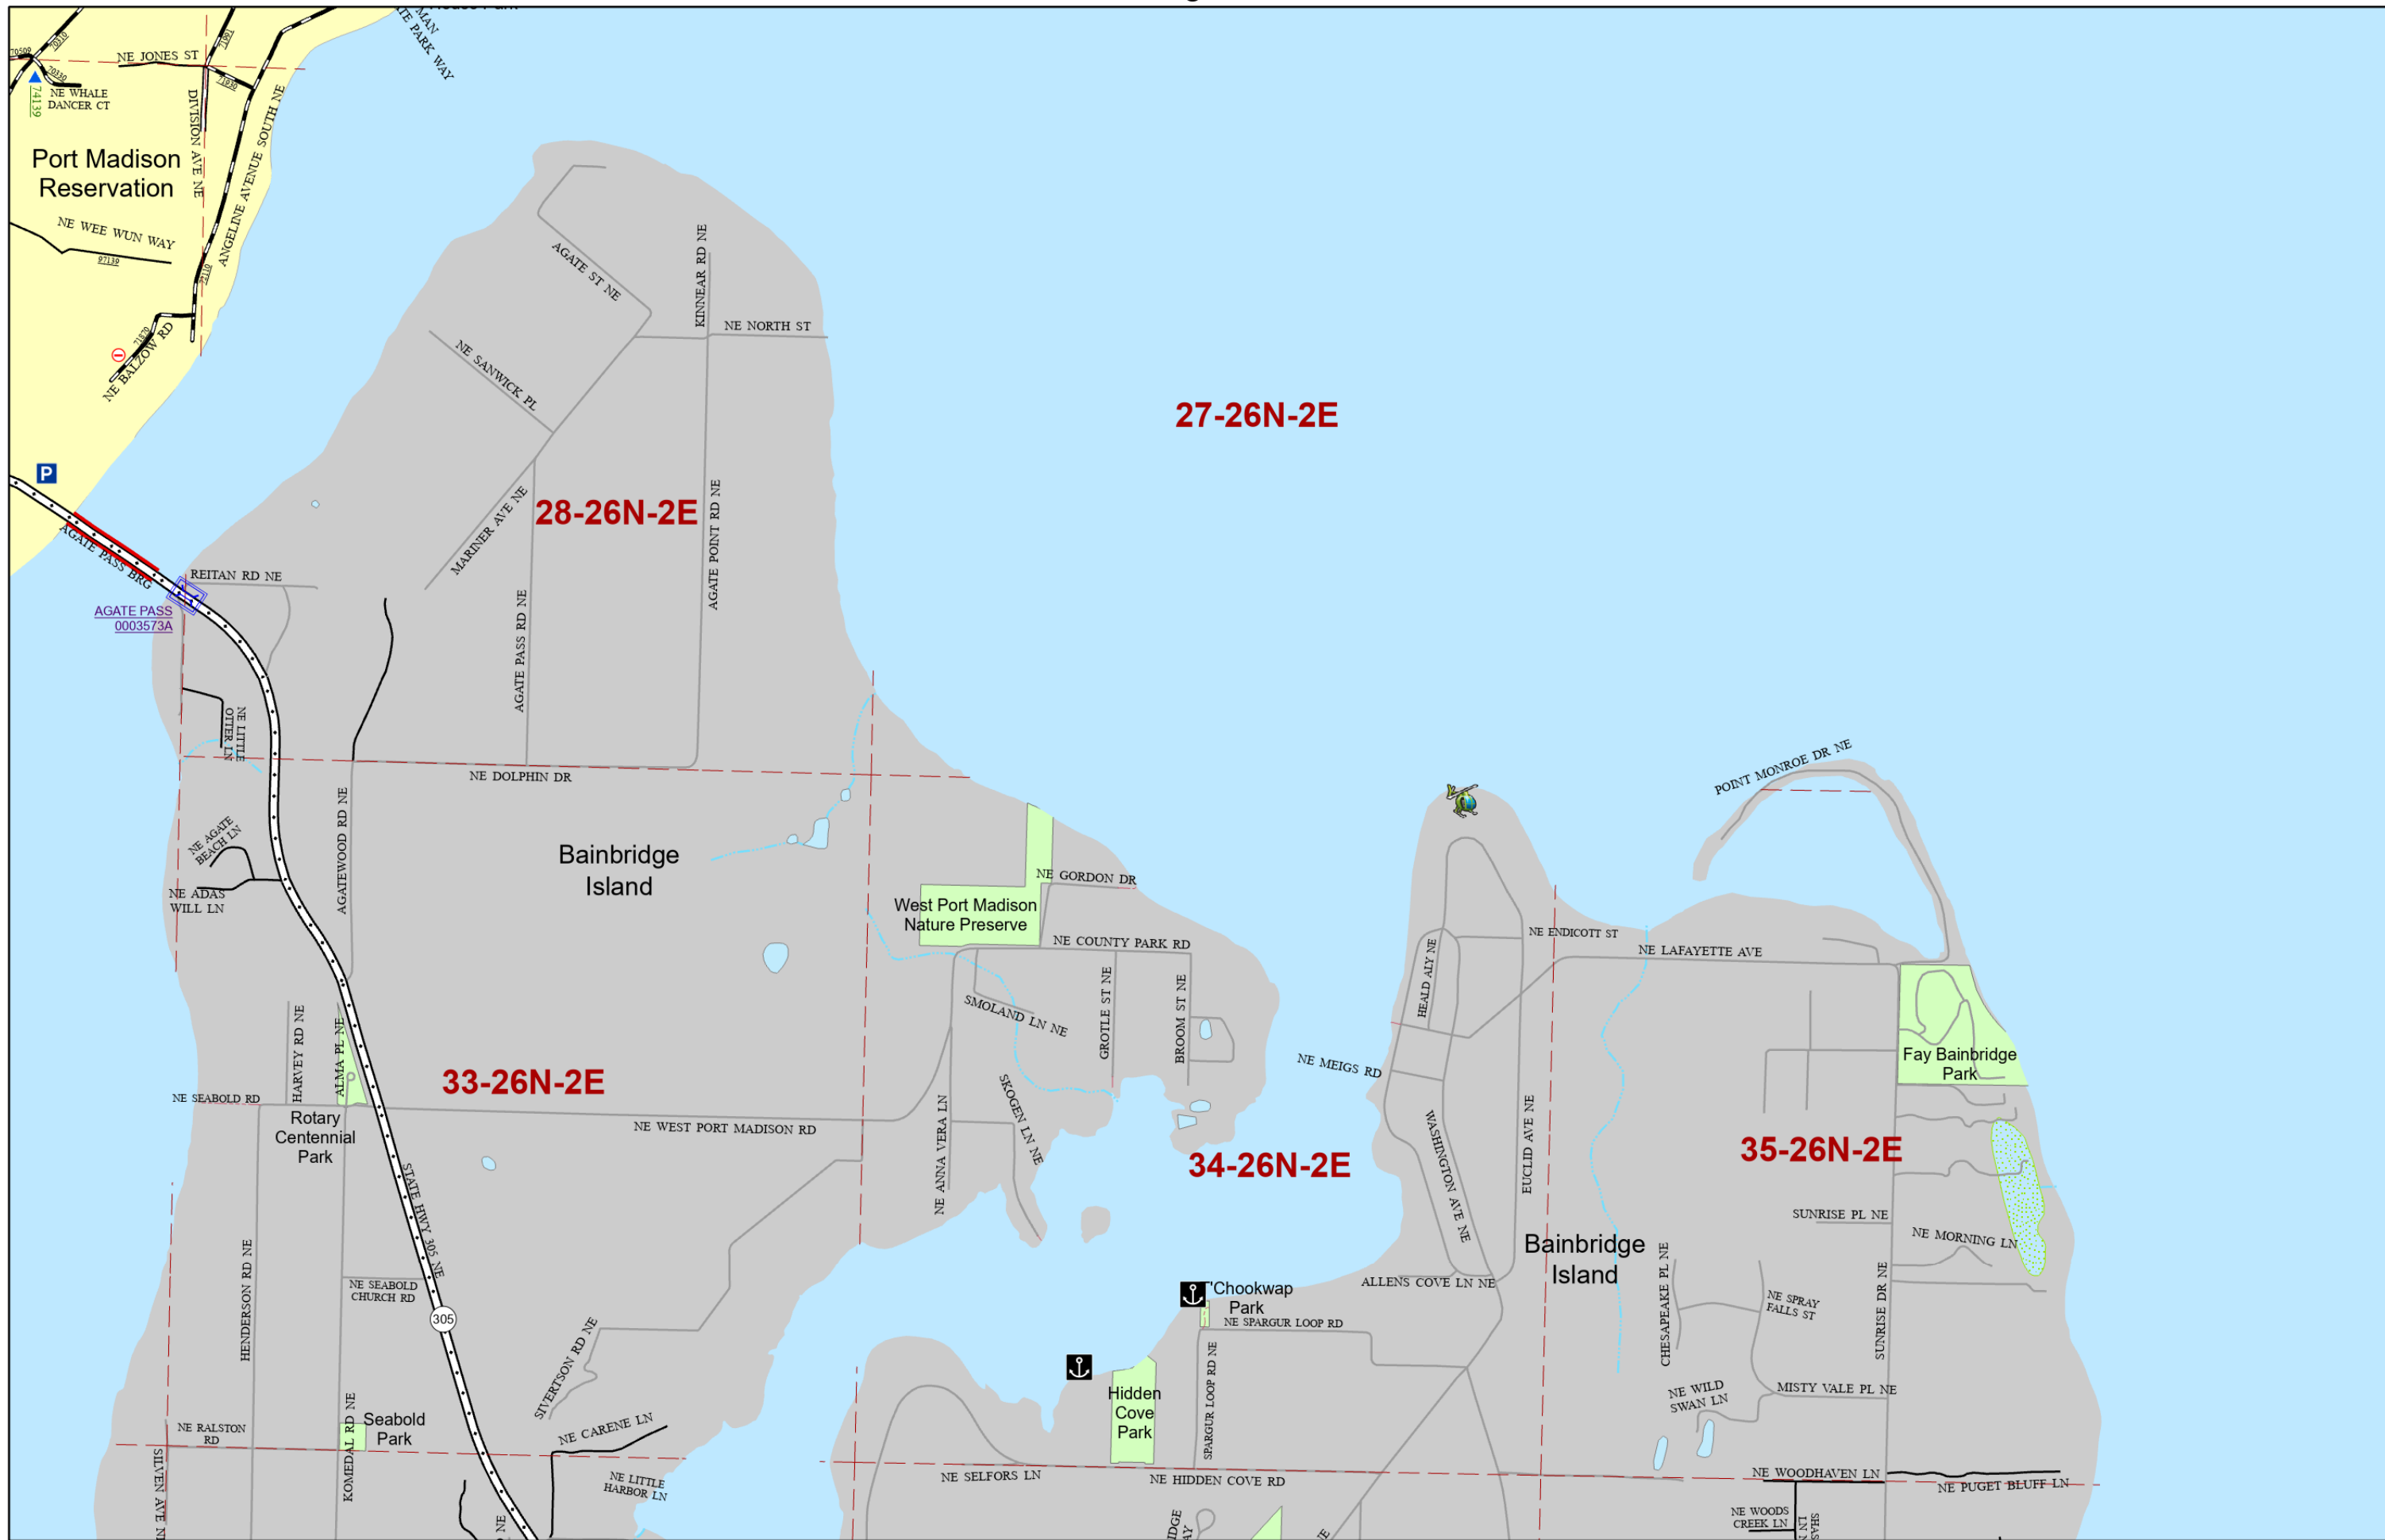 MAN
ATE PARK WAY
70509
70310
71991
NE JONES ST
70330
71930
NE WHALE
DANCER CT
74139
DIVISION AVE NE
ANGELINE AVENUE SOUTH NE
Port Madison
Reservation
NE WEE WUN WAY
97139
72110
71870
NE BALZOW RD
P
AGATE PASS BRG
AGATE PASS
0003573A
REITAN RD NE
AGATE ST NE
KINNEAR RD NE
NE NORTH ST
NE SANWICK PL
27-26N-2E
28-26N-2E
MARINER AVE NE
AGATE POINT RD NE
AGATE PASS RD NE
NE LITTLE
OTTER LN
NE DOLPHIN DR
POINT MONROE DR NE
NE AGATE
BEACH LN
AGATEWOOD RD NE
Bainbridge
Island
NE ADAS
WILL LN
NE GORDON DR
West Port Madison
Nature Preserve
NE COUNTY PARK RD
NE ENDICOTT ST
NE LAFAYETTE AVE
HEALD ALY NE
SMOLAND LN NE
GROTLE ST NE
BROOM ST NE
HARVEY RD NE
ALMA PL NE
NE MEIGS RD
Fay Bainbridge
Park
33-26N-2E
NE SEABOLD RD
Rotary
Centennial
Park
NE WEST PORT MADISON RD
NE ANNA VERA LN
SKOGEN LN NE
34-26N-2E
WASHINGTON AVE NE
EUCLID AVE NE
35-26N-2E
STATE HWY 305 NE
SUNRISE PL NE
NE MORNING LN
HENDERSON RD NE
NE SEABOLD
CHURCH RD
305
Bainbridge
Island
ALLENS COVE LN NE
CHESAPEAKE PL NE
NE SPRAY
FALLS ST
SUNRISE DR NE
T'Chookwap
Park
NE SPARGUR LOOP RD
SPARGUR LOOP RD NE
SIVERTSON RD NE
Hidden
Cove
Park
NE WILD
SWAN LN
MISTY VALE PL NE
NE RALSTON
RD
KOMEDAL RD NE
Seabold
Park
NE CARENE LN
NE LITTLE
HARBOR LN
SILVEN AVE NE
NE SELFORS LN
NE HIDDEN COVE RD
NE WOODHAVEN LN
NE PUGET BLUFF LN
NE WOODS
CREEK LN